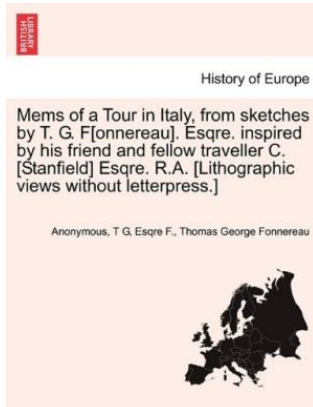 BRITISH
LIBRARY
History of Europe
Mems of a Tour in Italy, from sketches
by T. G. F[onnereau]. Esqre. inspired
by his friend and fellow traveller C.
[Stanfield] Esqre. R.A. [Lithographic
views without letterpress.]
Anonymous, T G, Esqre F., Thomas George Fonnereau